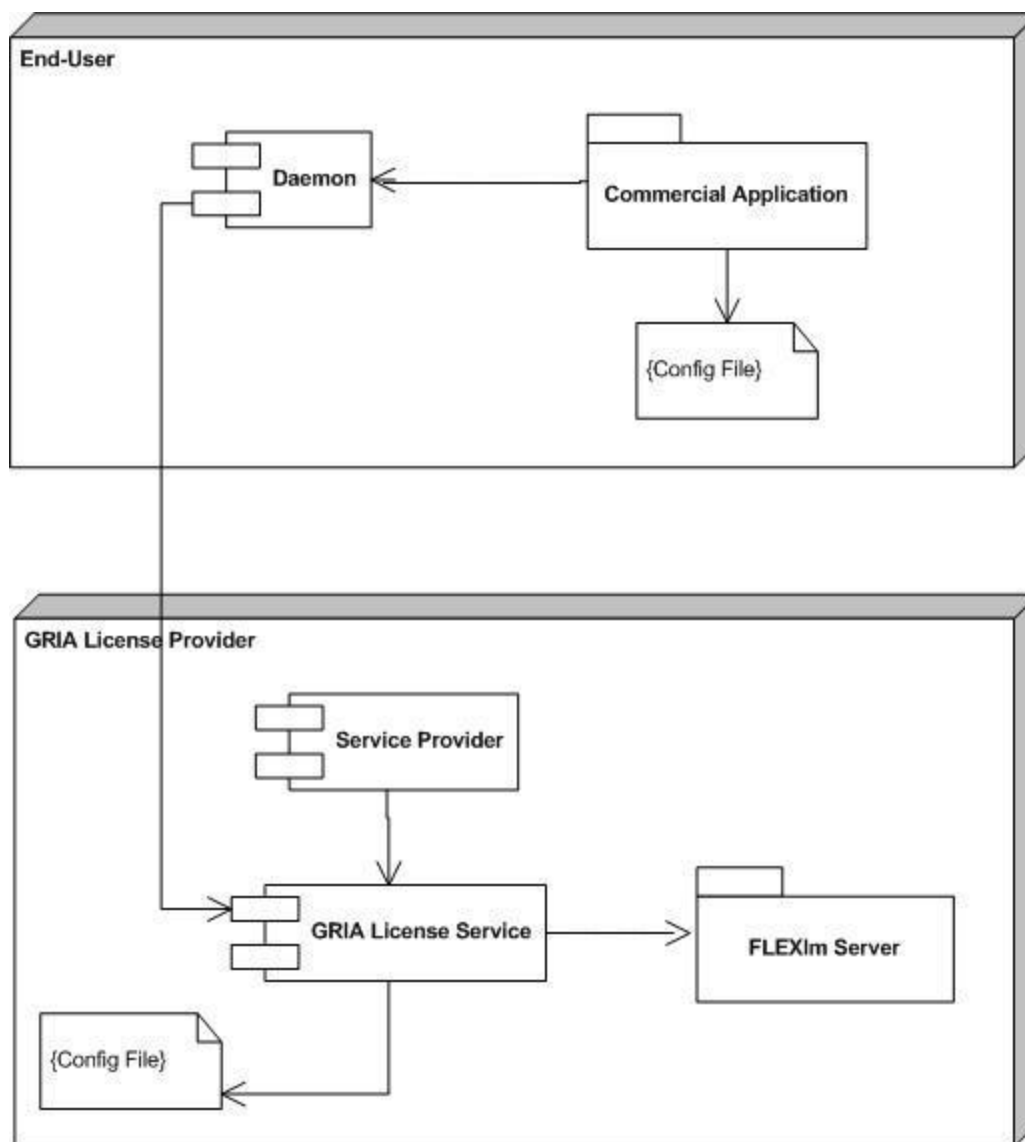 End-User
Daemon
Commercial Application
{Config File}
GRIA License Provider
Service Provider
GRIA License Service
FLEXlm Server
{Config File}